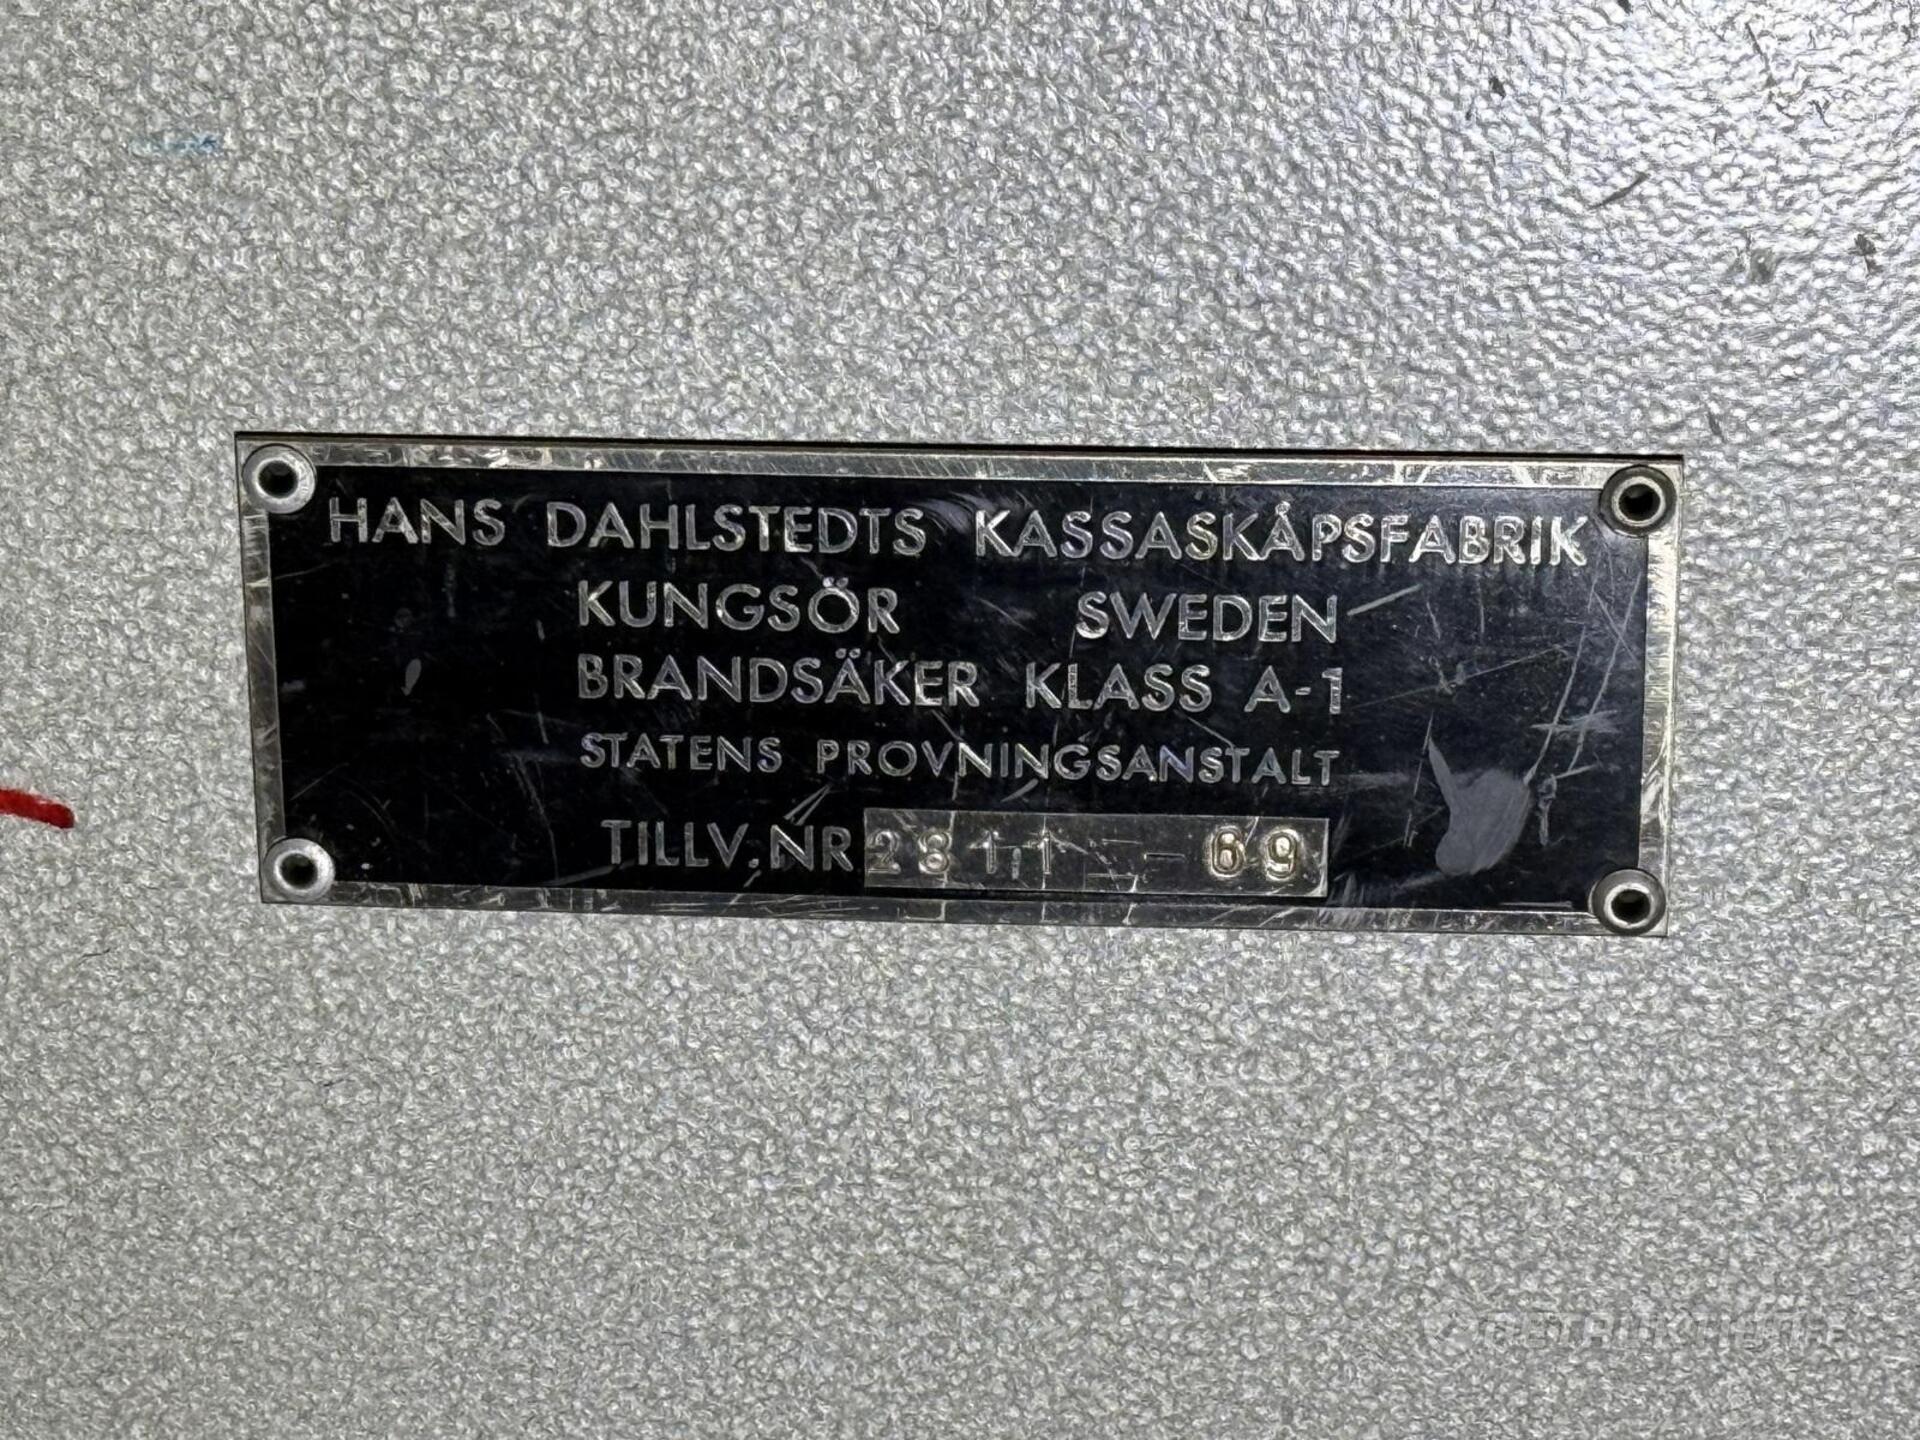 HANS DAHLSTEDTS KASSASKÅPSFABRIK
KUNGSÖR SWEDEN
BRANDSÄKER KLASS A-1
STATENS PROVNINGSANSTALT
TILLV. NR 2811 - 69